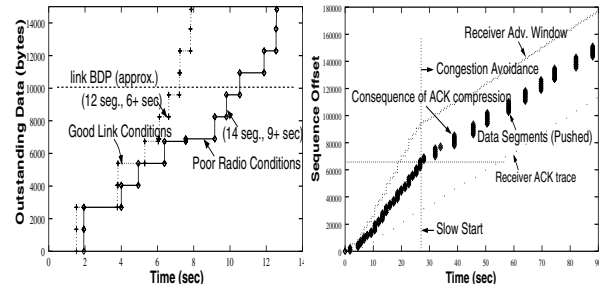 Outstanding Data (bytes)
14000
12000
10000
8000
6000
4000
2000
0
link BDP (approx.)
(12 seg., 6+ sec)
Good Link Conditions
(14 seg., 9+ sec)
Poor Radio Conditions
0 2 4 6 8 10 12 14
Time (sec)
Sequence Offset
180000
160000
140000
120000
100000
80000
60000
40000
20000
0
Receiver Adv. Window
Congestion Avoidance
Consequence of ACK compression
Data Segments (Pushed)
Receiver ACK trace
Slow Start
0 10 20 30 40 50 60 70 80 90
Time (sec)